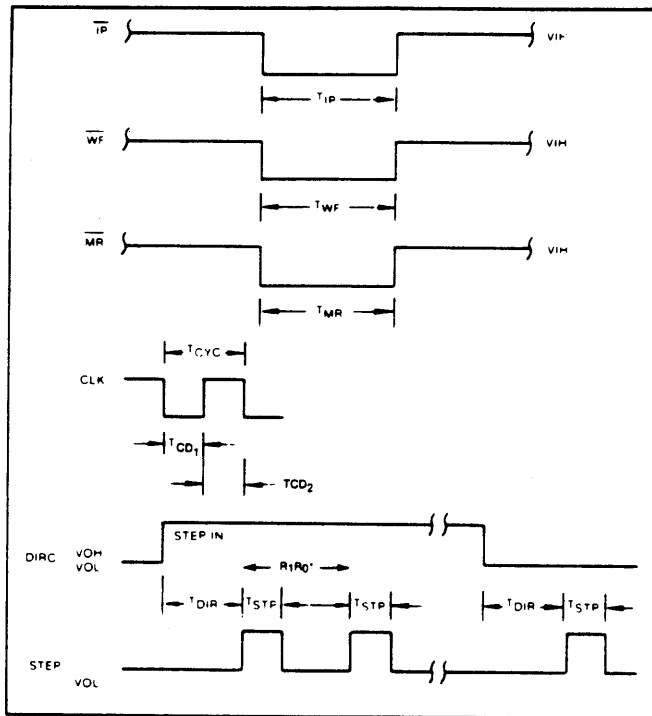 IP VIH
TIP
WF VIH
TWF
MR VIH
TMR
TCYC
CLK
TCD1
TCD2
STEP IN
DIRC VOH
VOL
R1R0*
TDIR TSTP TSTP TDIR TSTP
STEP
VOL